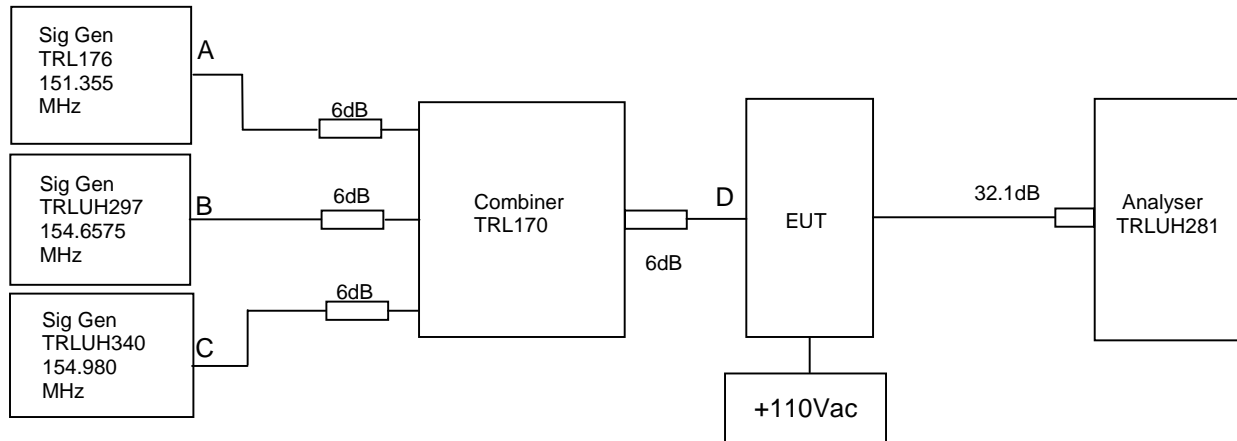 Sig Gen
TRL176
151.355
MHz
A
6dB
Sig Gen
TRLUH297
154.6575
MHz
B
6dB
Sig Gen
TRLUH340
154.980
MHz
C
6dB
Combiner
TRL170
6dB
D
EUT
+110Vac
32.1dB
Analyser
TRLUH281